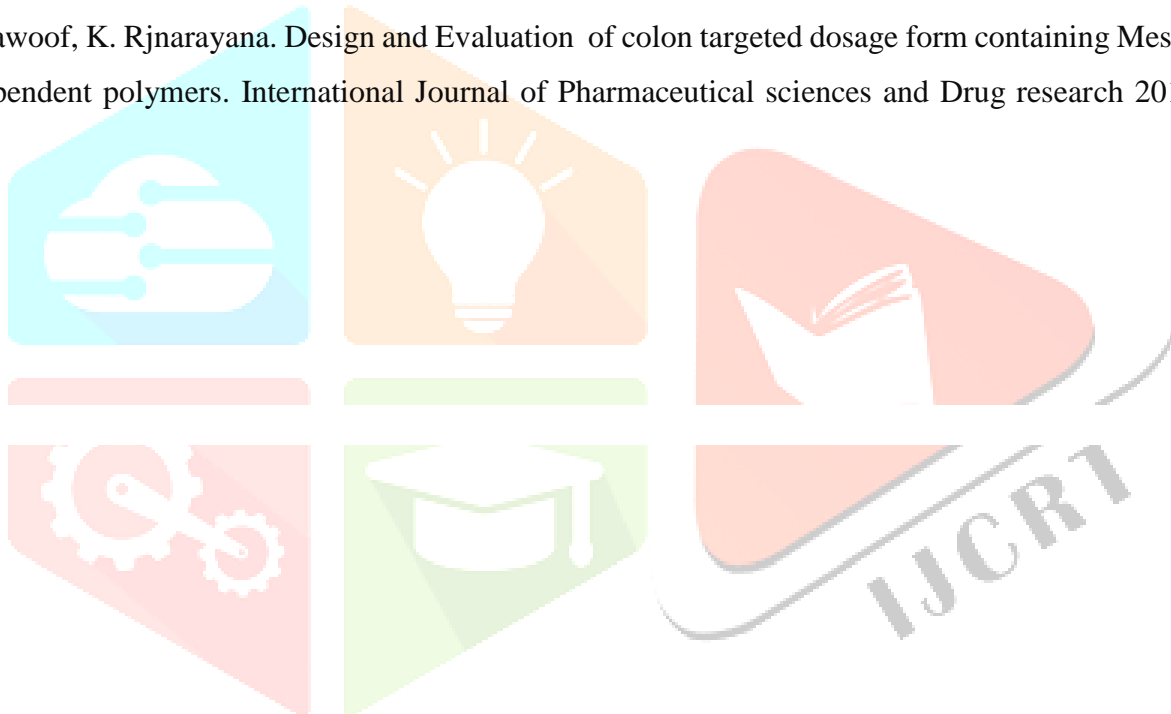 awoof, K. Rjnarayana. Design and Evaluation of colon targeted dosage form containing Mes
pendent polymers. International Journal of Pharmaceutical sciences and Drug research 20
IJCRT